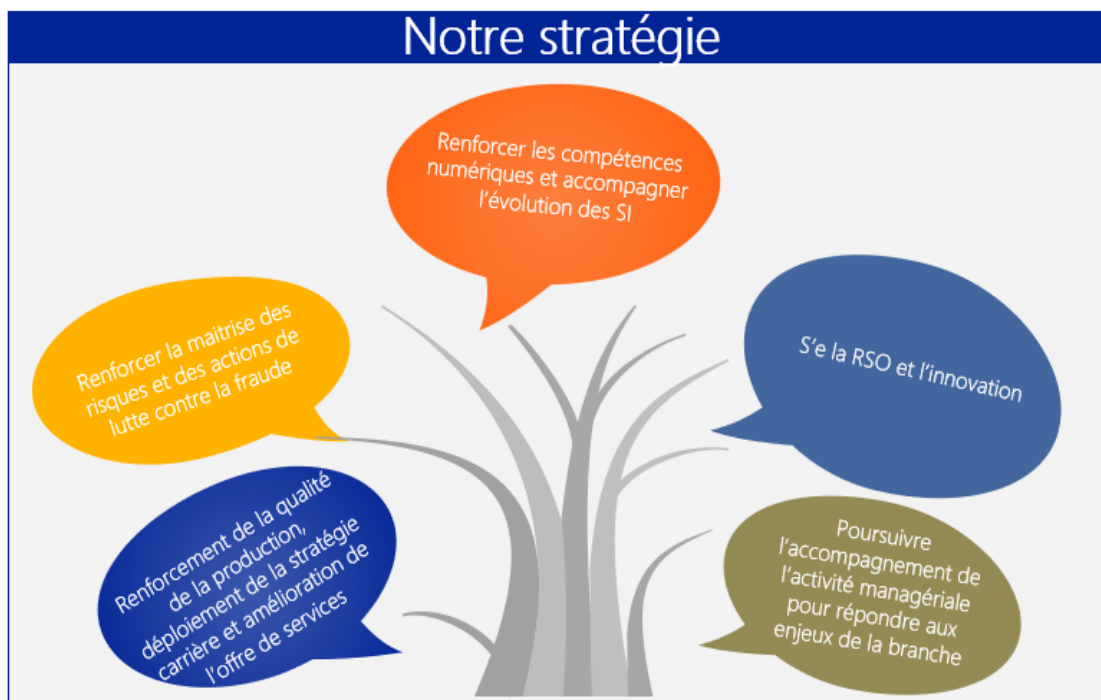 Notre stratégie
Renforcer les compétences
numériques et accompagner
l'évolution des SI
Renforcer la maitrise des
risques et des actions de
lutte contre la fraude
S'e la RSO et l'innovation
Renforcement de la qualité
de la production,
déploiement de la stratégie
carrière et amélioration de
l'offre de services
Poursuivre
l'accompagnement de
l'activité managériale
pour répondre aux
enjeux de la branche